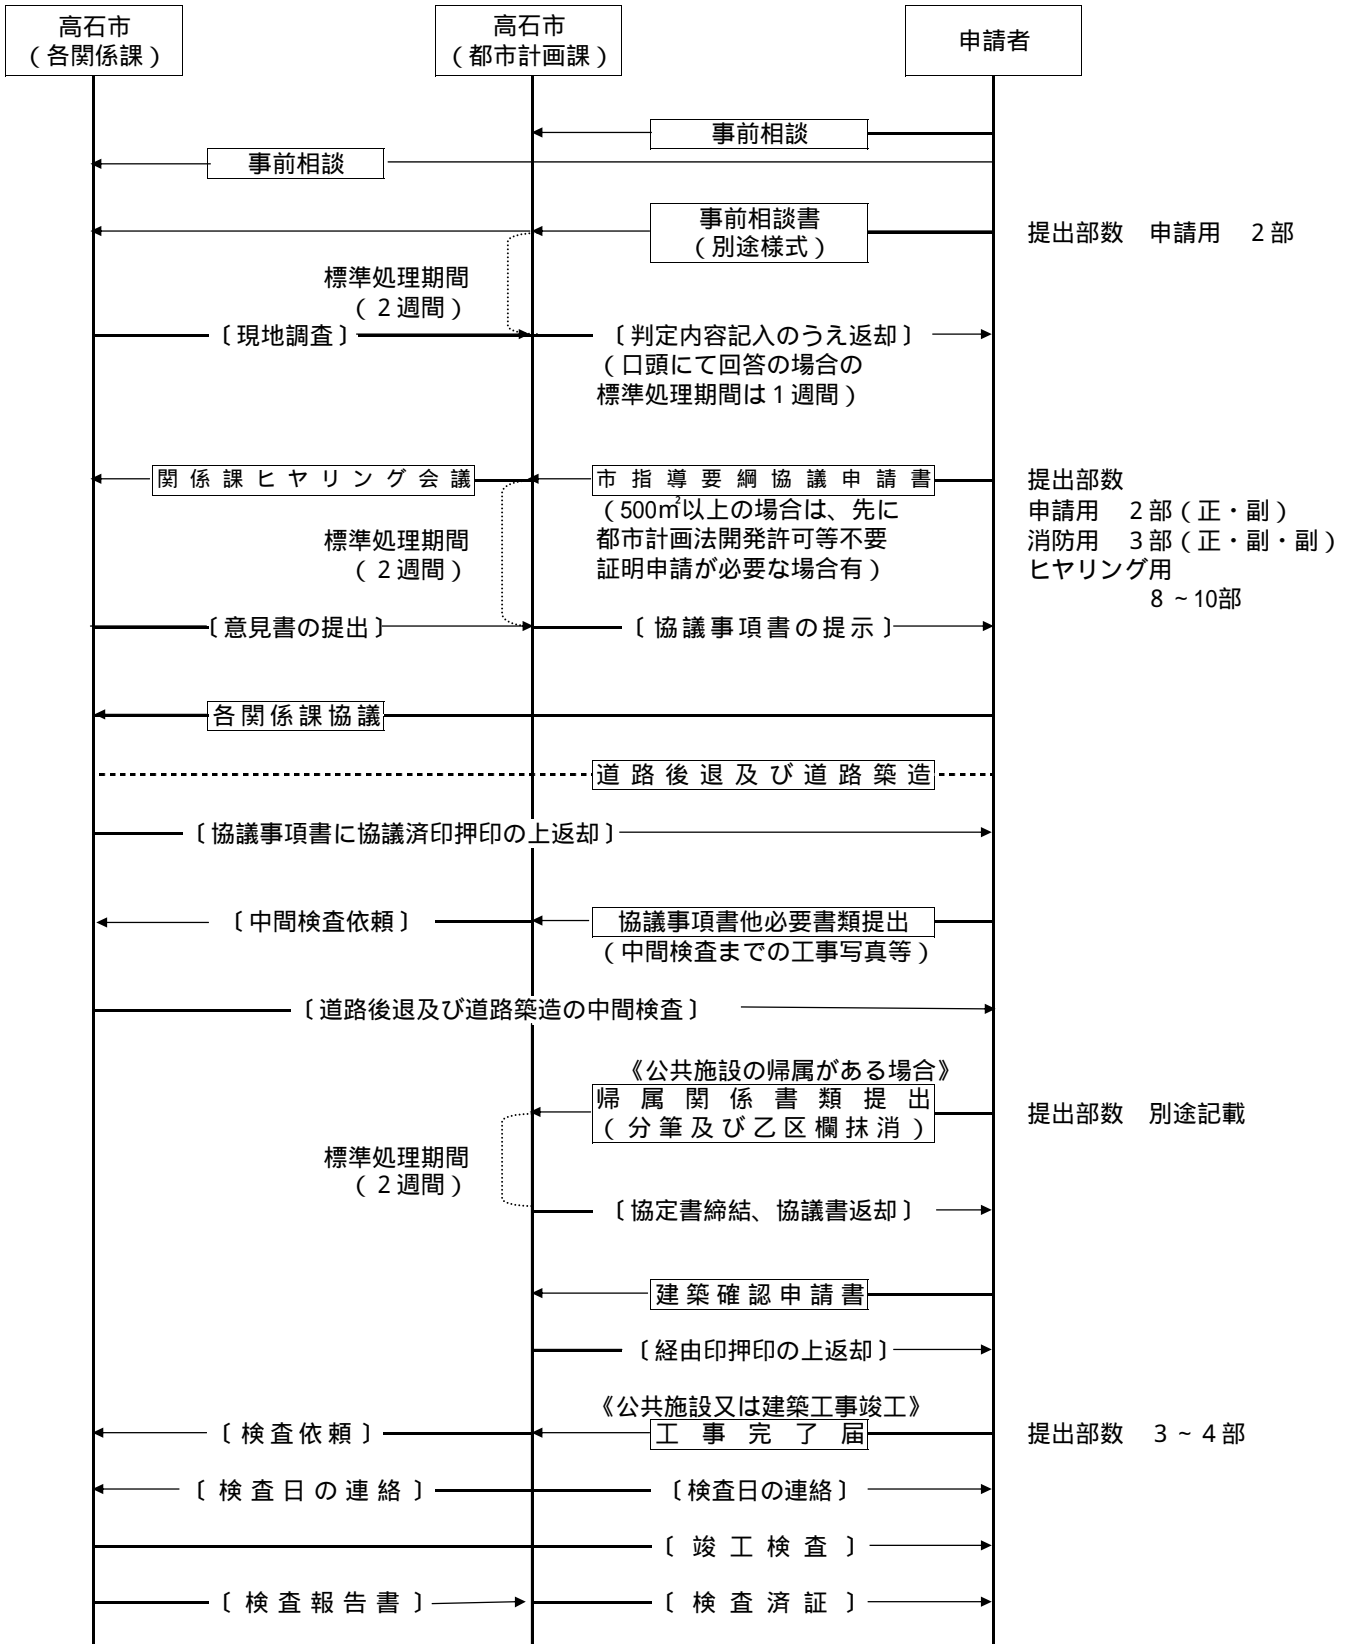 高石市
（各関係課）
高石市
（都市計画課）
申請者
事前相談
事前相談
事前相談書
（別途様式）
提出部数　申請用　２部
標準処理期間
（２週間）
〔現地調査〕
〔判定内容記入のうえ返却〕
（口頭にて回答の場合の
標準処理期間は１週間）
関係課ヒヤリング会議
市指導要綱協議申請書
（500㎡以上の場合は、先に
都市計画法開発許可等不要
証明申請が必要な場合有）
提出部数
申請用　２部（正・副）
消防用　３部（正・副・副）
ヒヤリング用
８～10部
標準処理期間
（２週間）
〔意見書の提出〕
〔協議事項書の提示〕
各関係課協議
道路後退及び道路築造
〔協議事項書に協議済印押印の上返却〕
〔中間検査依頼〕
協議事項書他必要書類提出
（中間検査までの工事写真等）
〔道路後退及び道路築造の中間検査〕
《公共施設の帰属がある場合》
帰属関係書類提出
（分筆及び乙区欄抹消）
提出部数　別途記載
標準処理期間
（２週間）
〔協定書締結、協議書返却〕
建築確認申請書
〔経由印押印の上返却〕
《公共施設又は建築工事竣工》
〔検査依頼〕
工事完了届
提出部数　３～４部
〔検査日の連絡〕
〔検査日の連絡〕
〔竣工検査〕
〔検査報告書〕
〔検査済証〕